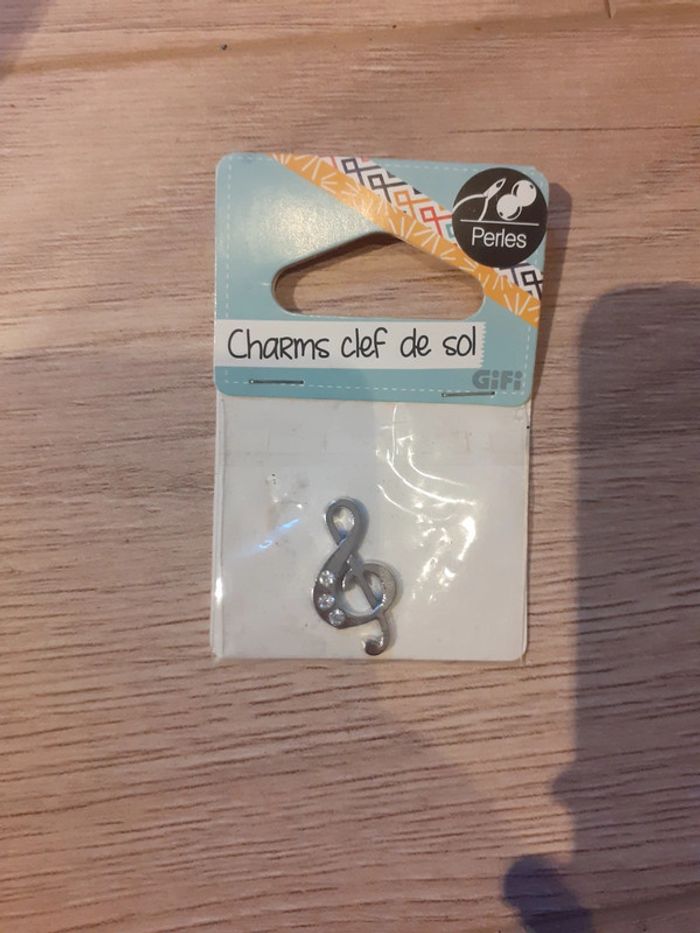 Perles
Charms clef de sol
GiFi